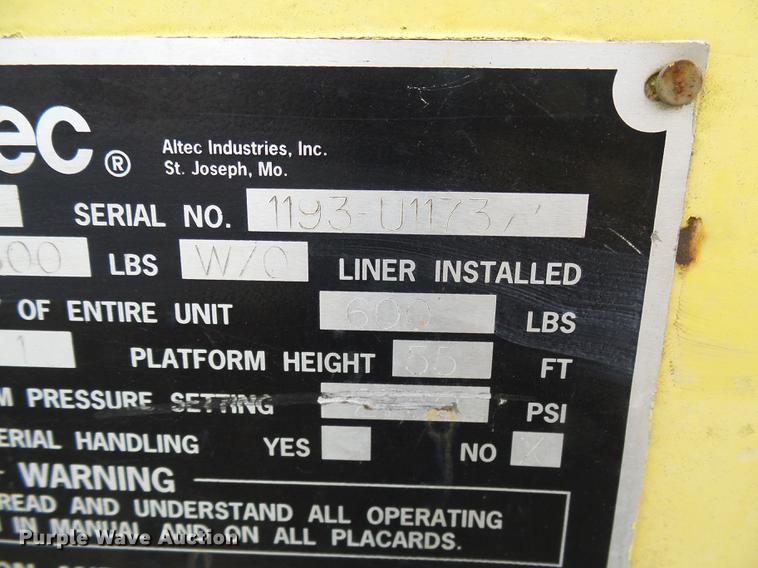 ec®
Altec Industries, Inc.
St. Joseph, Mo.
SERIAL NO. 1193-U1173
00 LBS W/O LINER INSTALLED
Y OF ENTIRE UNIT 600 LBS
1 PLATFORM HEIGHT 55 FT
M PRESSURE SETTING PSI
ERIAL HANDLING YES NO X
WARNING
READ AND UNDERSTAND ALL OPERATING
IN MANUAL AND ON ALL PLACARDS.
Purple Wave Auction